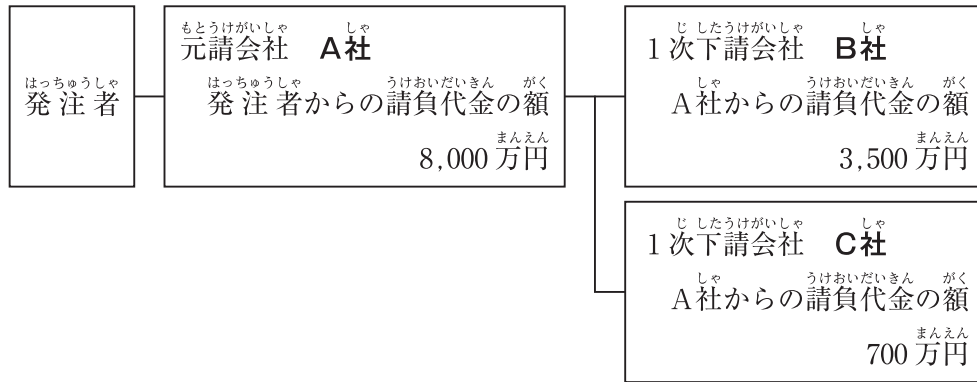 発注者
元請会社 A社
発注者からの請負代金の額
8,000万円
1次下請会社 B社
A社からの請負代金の額
3,500万円
1次下請会社 C社
A社からの請負代金の額
700万円